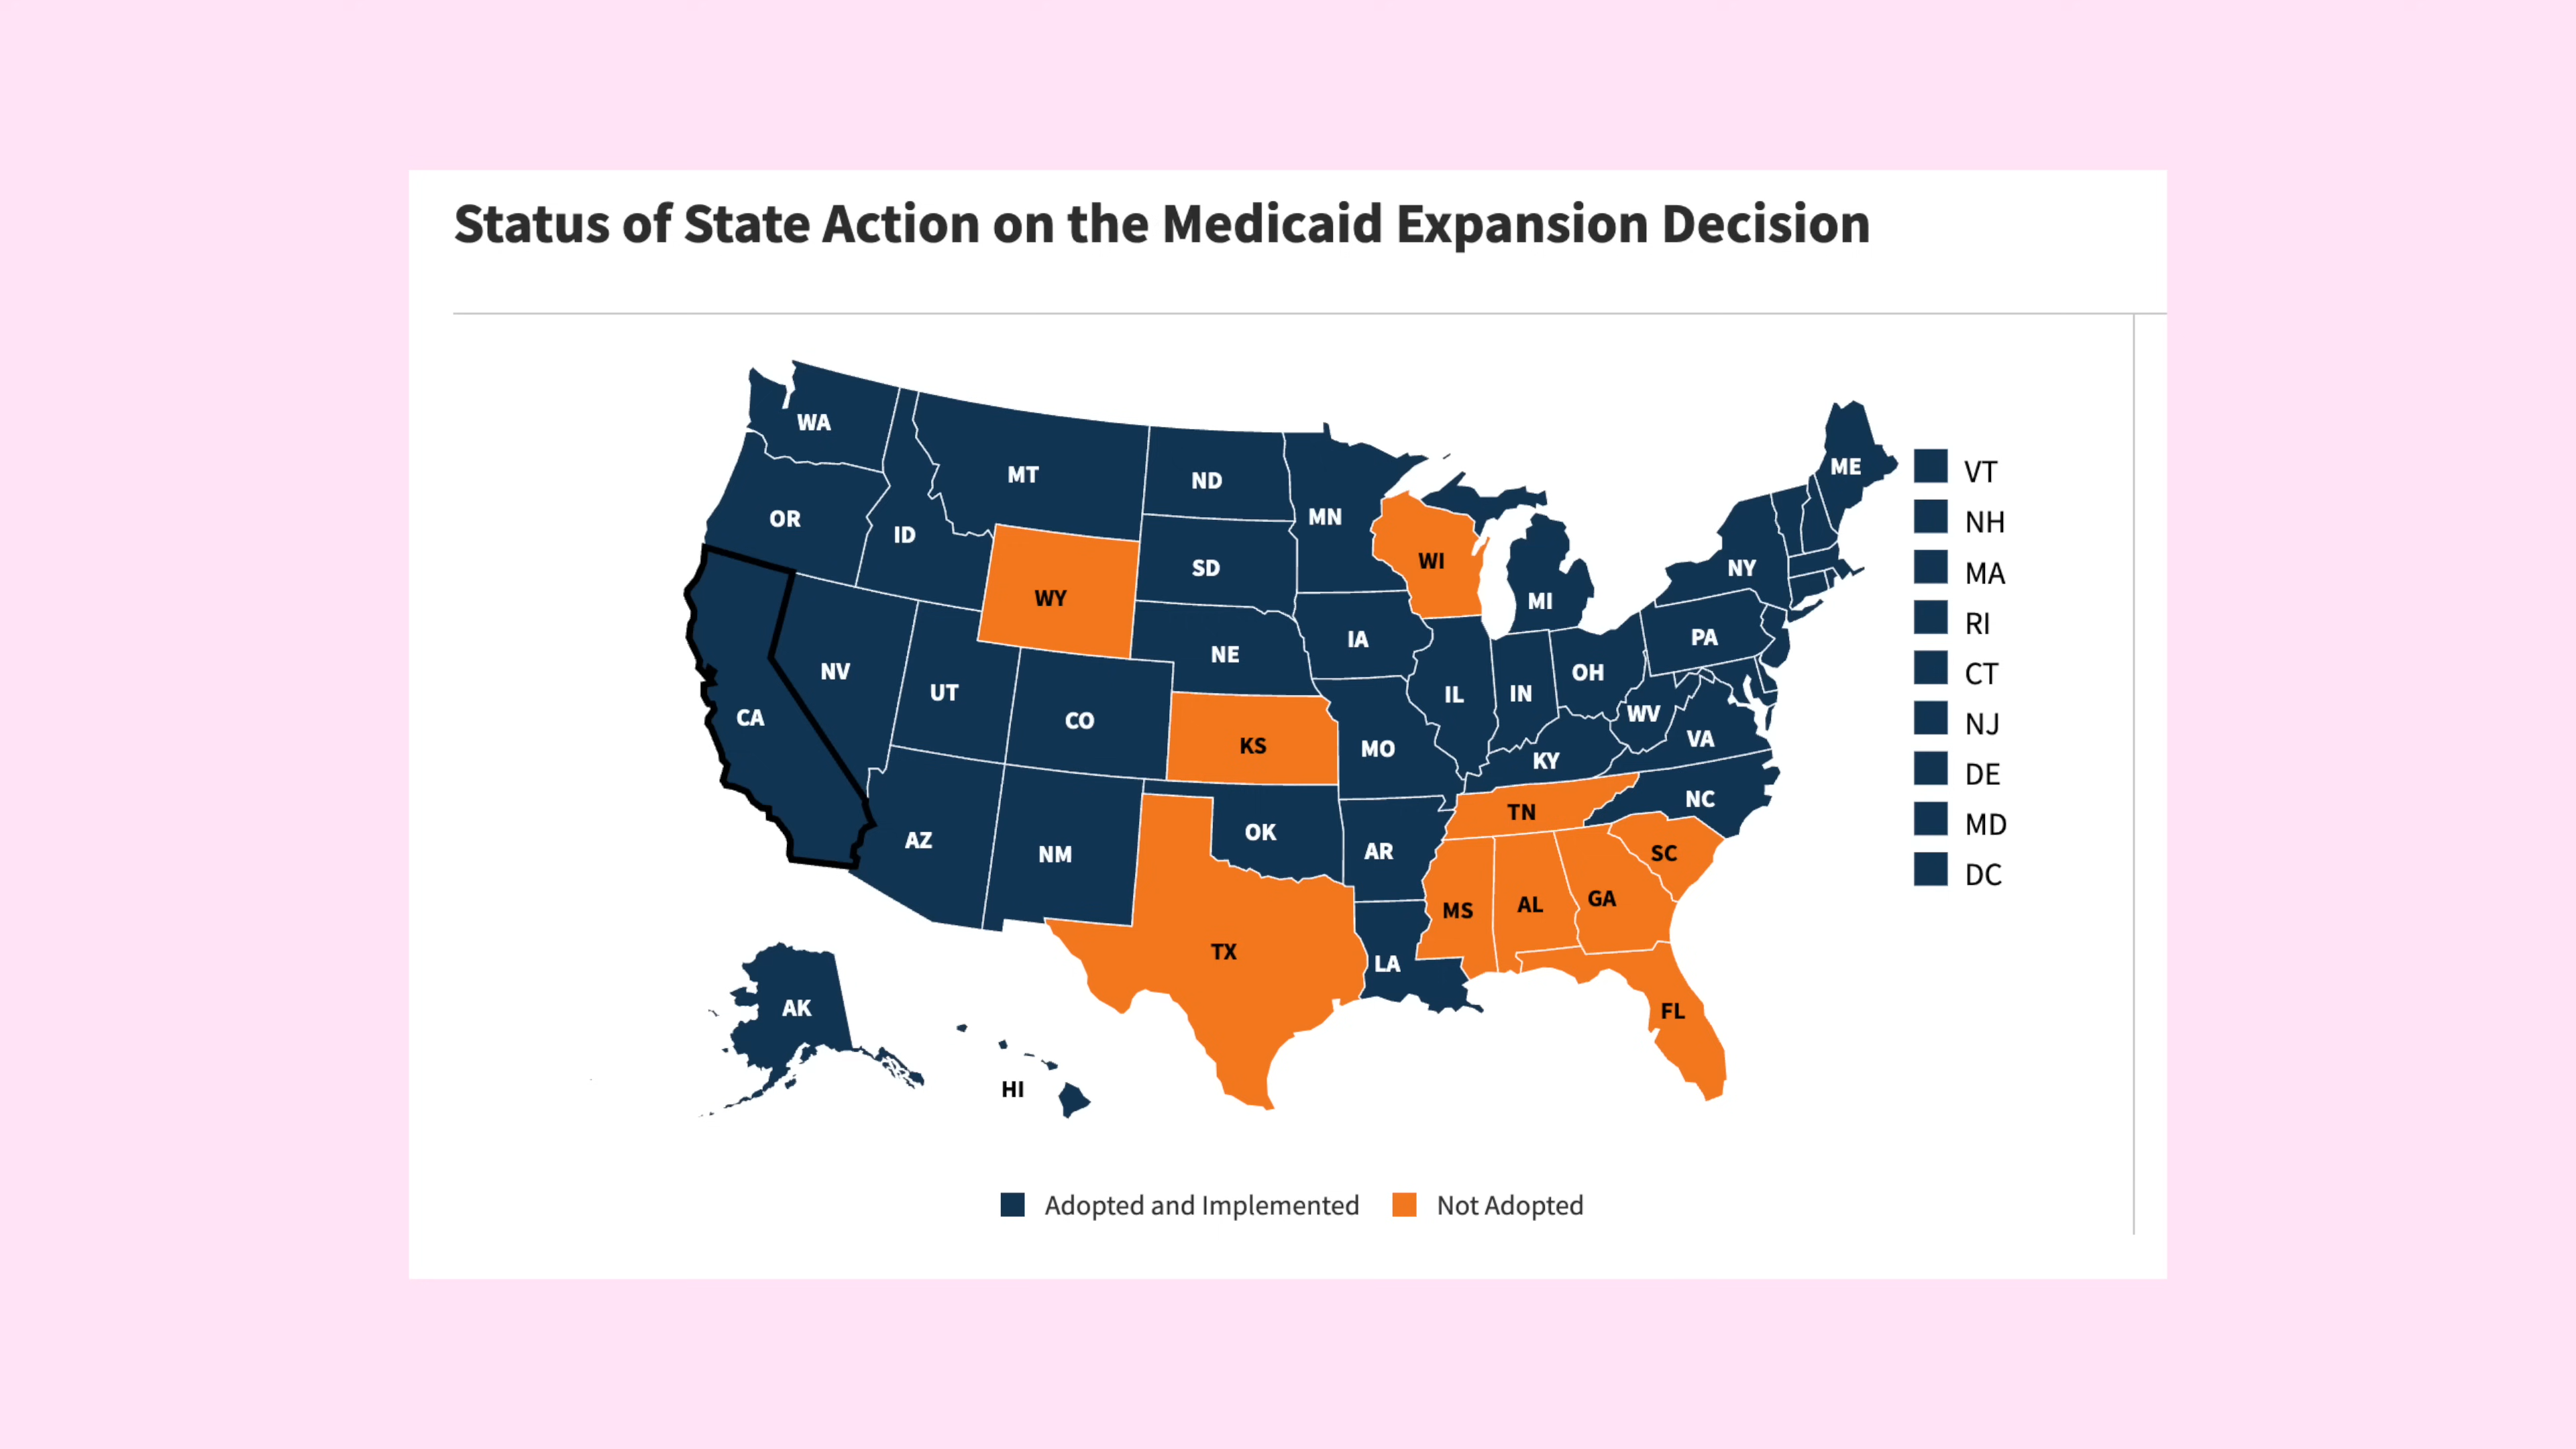 Status of State Action on the Medicaid Expansion Decision
WA
MT
ND
MN
ME
VT
OR
ID
NH
WY
SD
WI
MI
NY
MA
RI
NV
UT
NE
IA
PA
CT
CA
CO
KS
MO
IL
IN
OH
WV
VA
NJ
KY
DE
AZ
NM
OK
AR
TN
NC
MD
SC
DC
TX
LA
MS
AL
GA
AK
HI
FL
Adopted and Implemented
Not Adopted